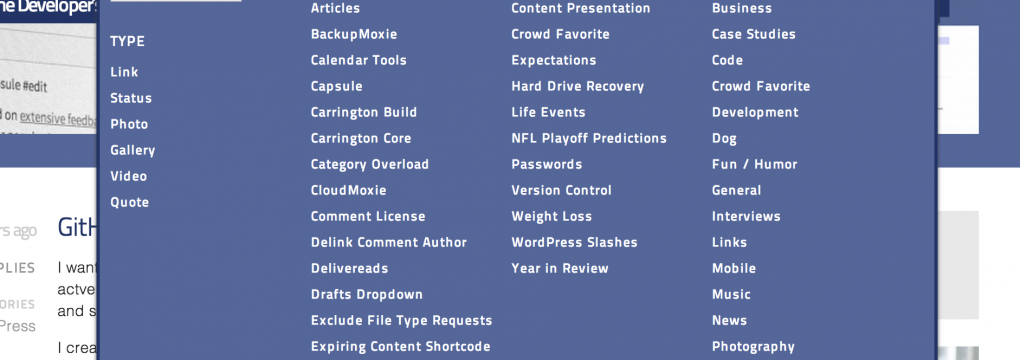 he Developer's
sule #edit
d on extensive feedba
TYPE
Link
Status
Photo
Gallery
Video
Quote
Articles
BackupMoxie
Calendar Tools
Capsule
Carrington Build
Carrington Core
Category Overload
CloudMoxie
Comment License
Delink Comment Author
Delivereads
Drafts Dropdown
Exclude File Type Requests
Expiring Content Shortcode
Content Presentation
Crowd Favorite
Expectations
Hard Drive Recovery
Life Events
NFL Playoff Predictions
Passwords
Version Control
Weight Loss
WordPress Slashes
Year in Review
Business
Case Studies
Code
Crowd Favorite
Development
Dog
Fun / Humor
General
Interviews
Links
Mobile
Music
News
Photography
rs ago
PLIES
ORIES
Press
GitH
I want
actve
and s
I crea